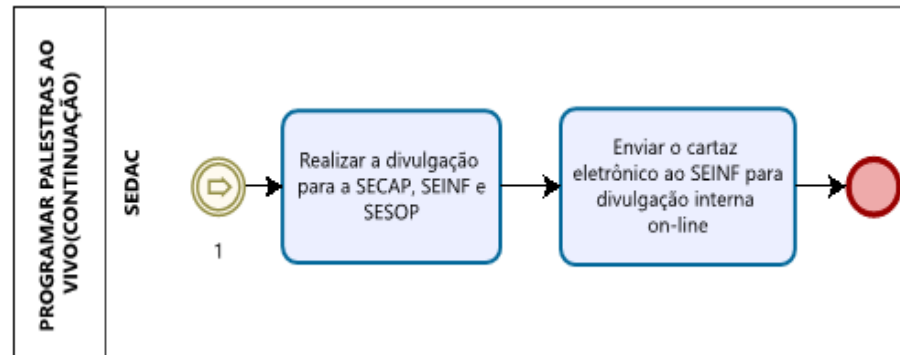 PROGRAMAR PALESTRAS AO
VIVO(CONTINUAÇÃO)
SEDAC
1
Realizar a divulgação
para a SECAP, SEINF e
SESOP
Enviar o cartaz
eletrônico ao SEINF para
divulgação interna
on-line